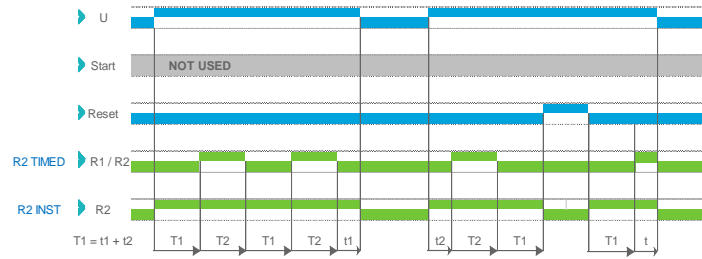 U
Start NOT USED
Reset
R2 TIMED R1 / R2
R2 INST R2
T1 = t1 + t2 T1 T2 T1 T2 t1 t2 T2 T1 T1 t